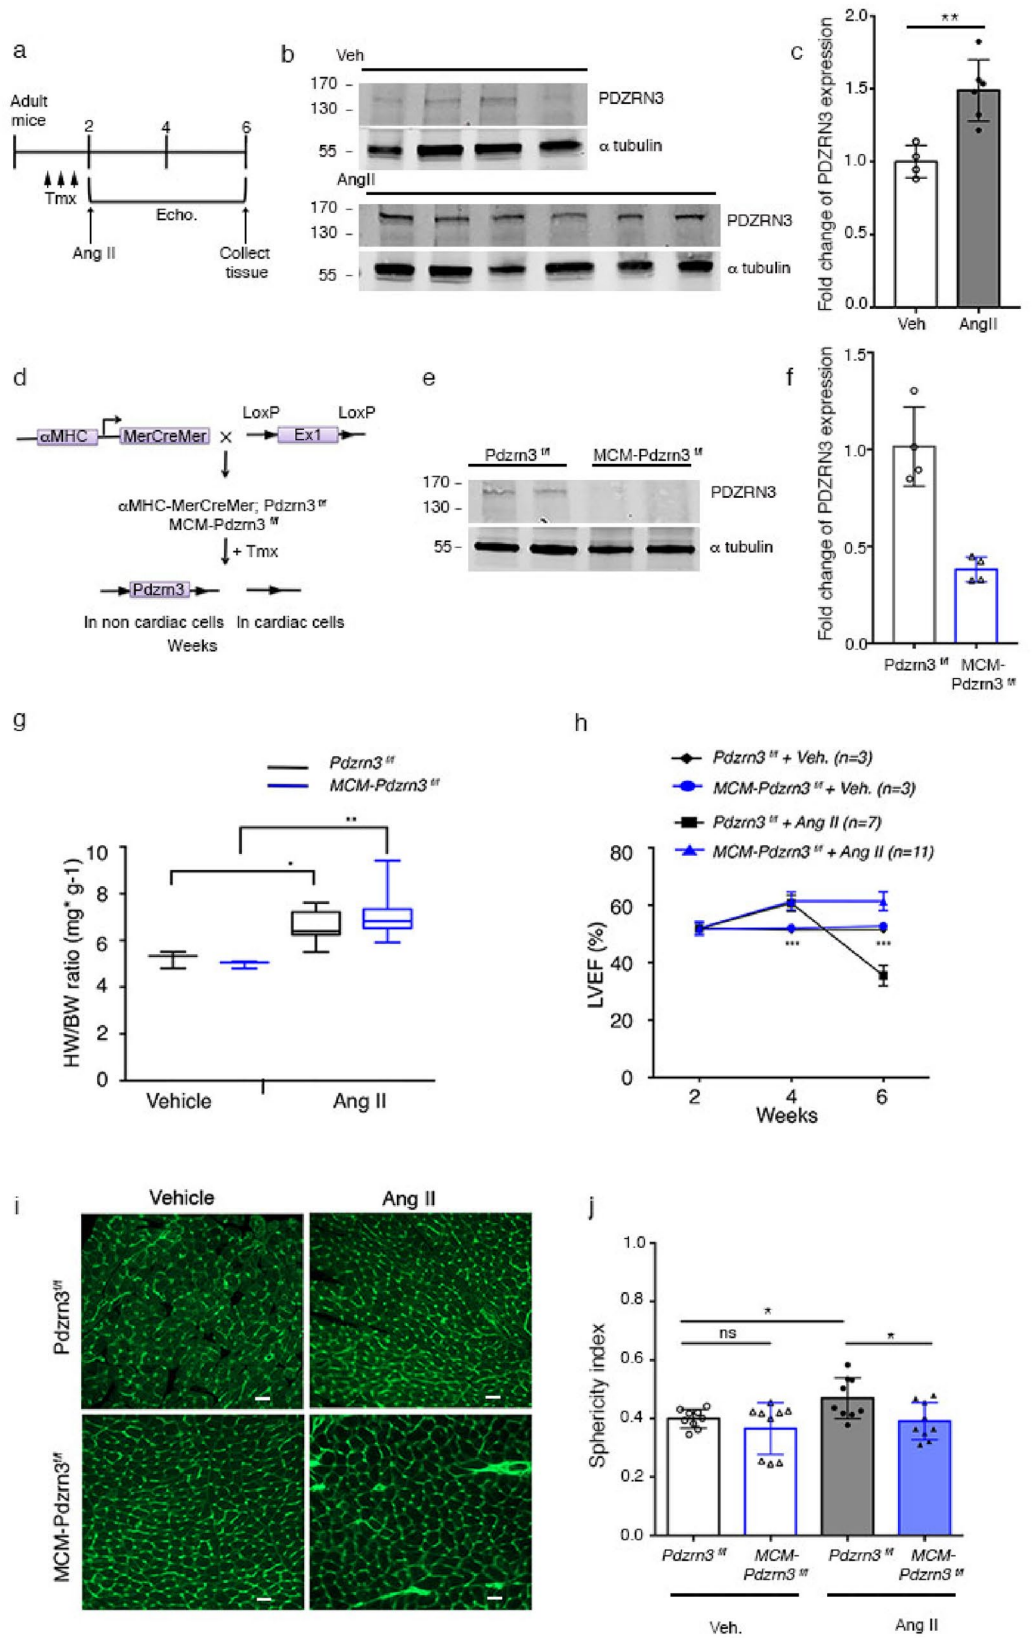 a
Adult
mice
2
4
6
Tmx
Echo.
Ang II
Collect
tissue
b
Veh
170 –
130 –
PDZRN3
55 –
α tubulin
AngII
170 –
130 –
PDZRN3
55 –
α tubulin
c
**
Fold change of PDZRN3 expression
2.0
1.5
1.0
0.5
0.0
Veh
AngII
d
LoxP
LoxP
αMHC
MerCreMer
×
Ex1
αMHC-MerCreMer; Pdzrn3 f/f
MCM-Pdzrn3 f/f
+ Tmx
Pdzrn3
In non cardiac cells
In cardiac cells
Weeks
e
Pdzrn3 f/f
MCM-Pdzrn3 f/f
170 –
130 –
PDZRN3
55 –
α tubulin
f
Fold change of PDZRN3 expression
1.5
1.0
0.5
0.0
Pdzrn3 f/f
MCM-
Pdzrn3 f/f
g
Pdzrn3 f/f
MCM-Pdzrn3 f/f
**
*
HW/BW ratio (mg* g-1)
10
8
6
4
2
0
Vehicle
Ang II
h
Pdzrn3 f/f + Veh. (n=3)
MCM-Pdzrn3 f/f + Veh. (n=3)
Pdzrn3 f/f + Ang II (n=7)
MCM-Pdzrn3 f/f + Ang II (n=11)
LVEF (%)
80
60
40
20
0
***
***
2
4
6
Weeks
i
Vehicle
Ang II
Pdzrn3f/f
MCM-Pdzrn3f/f
j
Sphericity index
1.0
0.8
0.6
0.4
0.2
0.0
*
ns
*
Pdzrn3 f/f
MCM-
Pdzrn3 f/f
Pdzrn3 f/f
MCM-
Pdzrn3 f/f
Veh.
Ang II